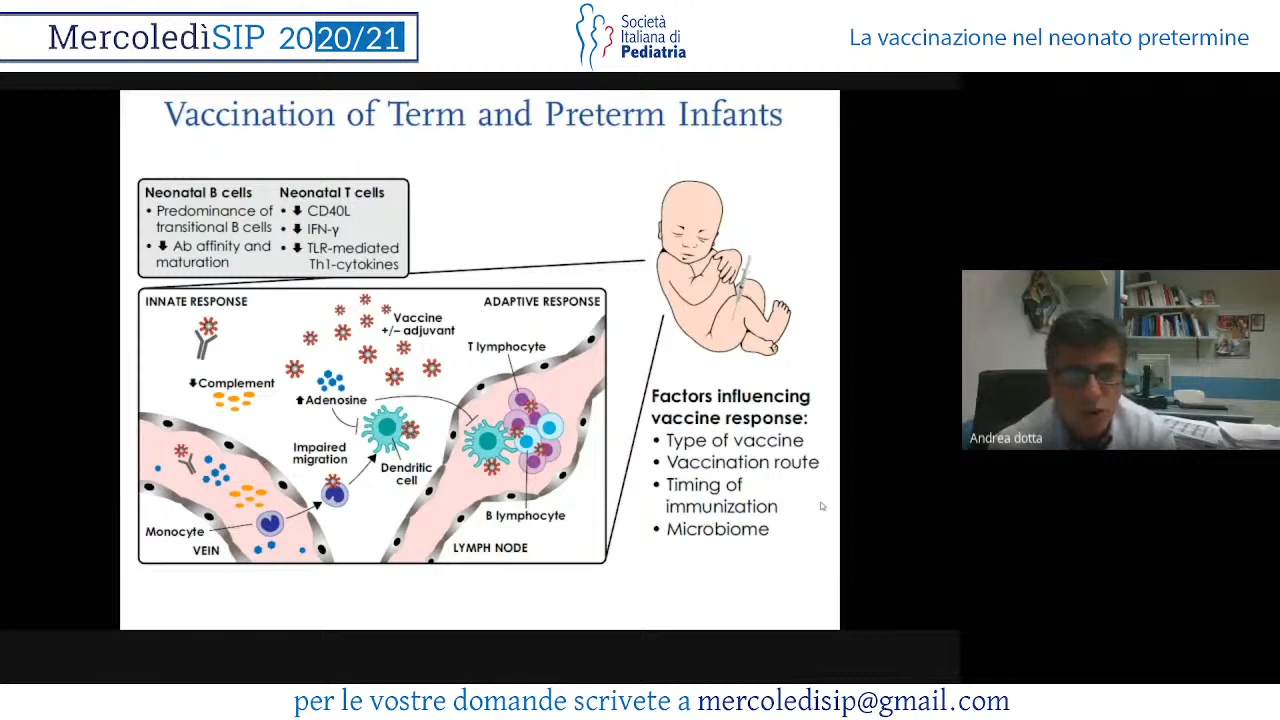 MercoledìSIP 2020/21
Società
Italiana di
Pediatria
La vaccinazione nel neonato pretermine
Vaccination of Term and Preterm Infants
Neonatal B cells
• Predominance of
transitional B cells
• ⬇ Ab affinity and
maturation
Neonatal T cells
• ⬇ CD40L
• ⬇ IFN-γ
• ⬇ TLR-mediated
Th1-cytokines
INNATE RESPONSE
ADAPTIVE RESPONSE
Vaccine
+/– adjuvant
T lymphocyte
⬇Complement
⬆Adenosine
Impaired
migration
Dendritic
cell
Monocyte
VEIN
B lymphocyte
LYMPH NODE
Factors influencing
vaccine response:
• Type of vaccine
• Vaccination route
• Timing of
immunization
• Microbiome
Andrea dotta
per le vostre domande scrivete a mercoledisip@gmail.com